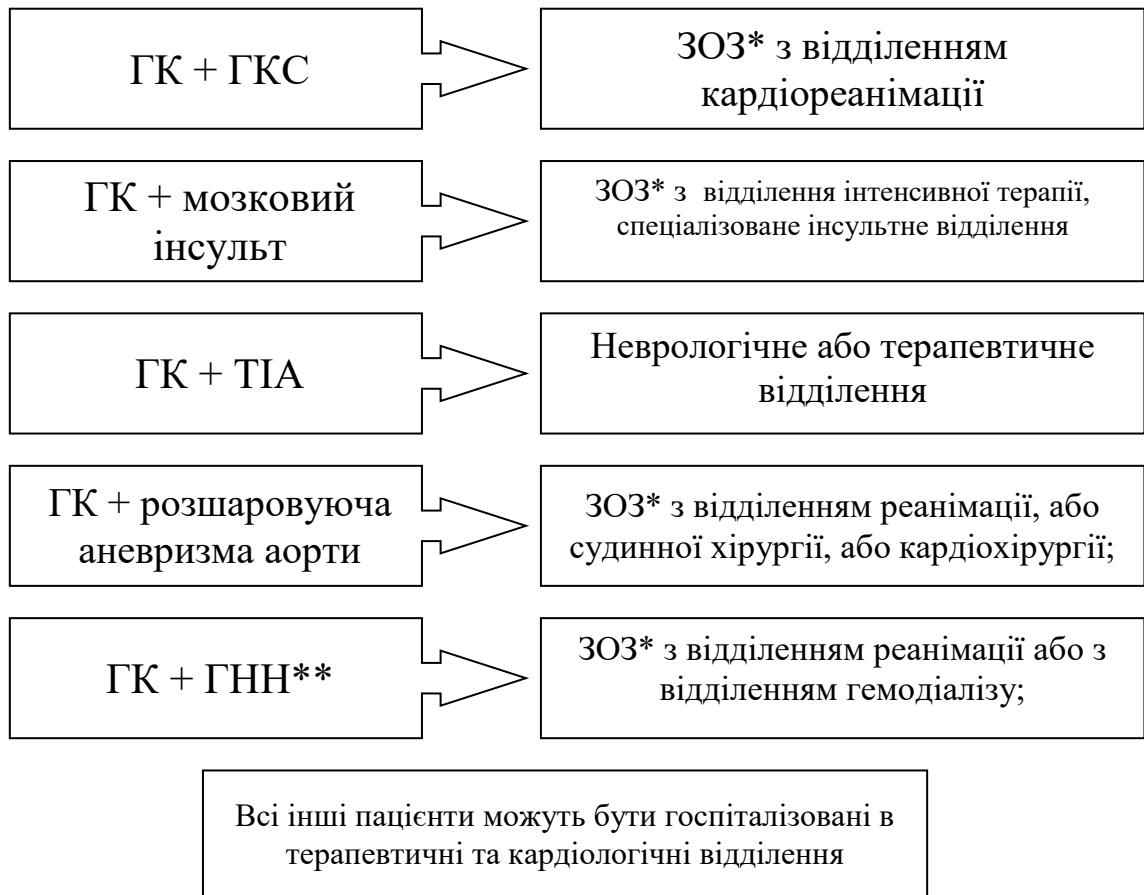 ГК + ГКС
ЗОЗ* з відділенням
кардіореанімації
ГК + мозковий
інсульт
ЗОЗ* з відділення інтенсивної терапії,
спеціалізоване інсультне відділення
ГК + ТІА
Неврологічне або терапевтичне
відділення
ГК + розшаровуюча
аневризма аорти
ЗОЗ* з відділенням реанімації, або
судинної хірургії, або кардіохірургії;
ГК + ГНН**
ЗОЗ* з відділенням реанімації або з
відділенням гемодіалізу;
Всі інші пацієнти можуть бути госпіталізовані в
терапевтичні та кардіологічні відділення